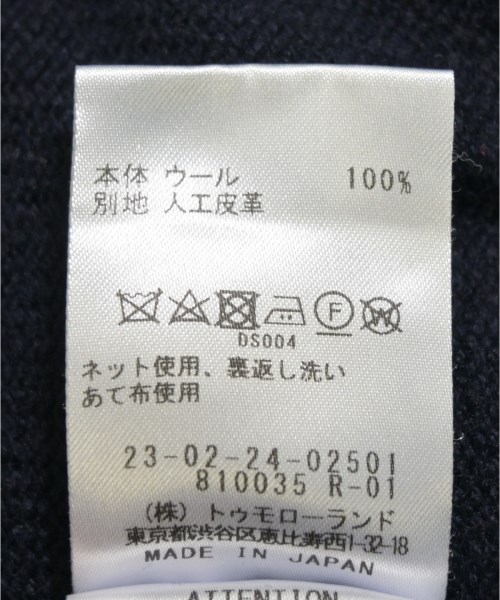 本体 ウール 100%
別地 人工皮革
F W
DS004
ネット使用、裏返し洗い
あて布使用
23-02-24-02501
810035 R-01
(株) トゥモローランド
東京都渋谷区恵比寿西1-32-18
MADE IN JAPAN
ATTENTION